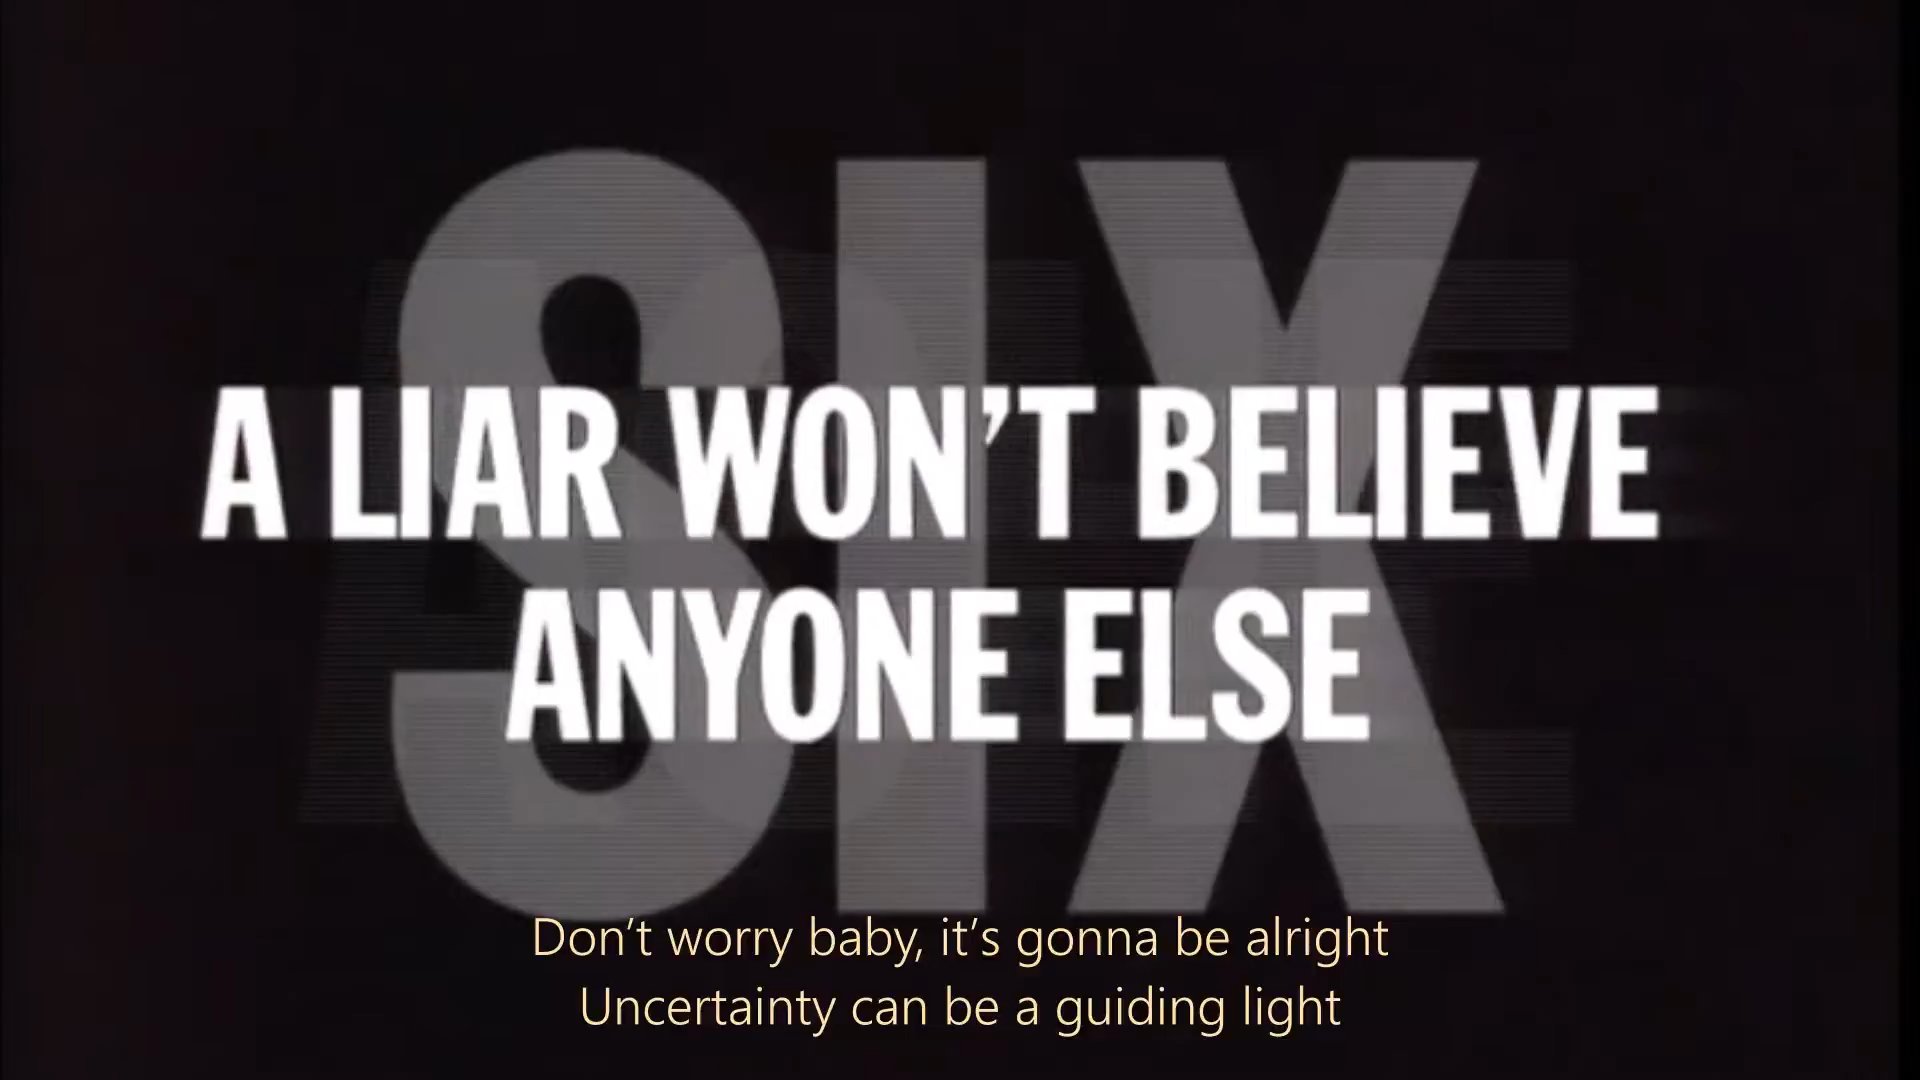 SIX
A LIAR WON'T BELIEVE
ANYONE ELSE
Don't worry baby, it's gonna be alright
Uncertainty can be a guiding light